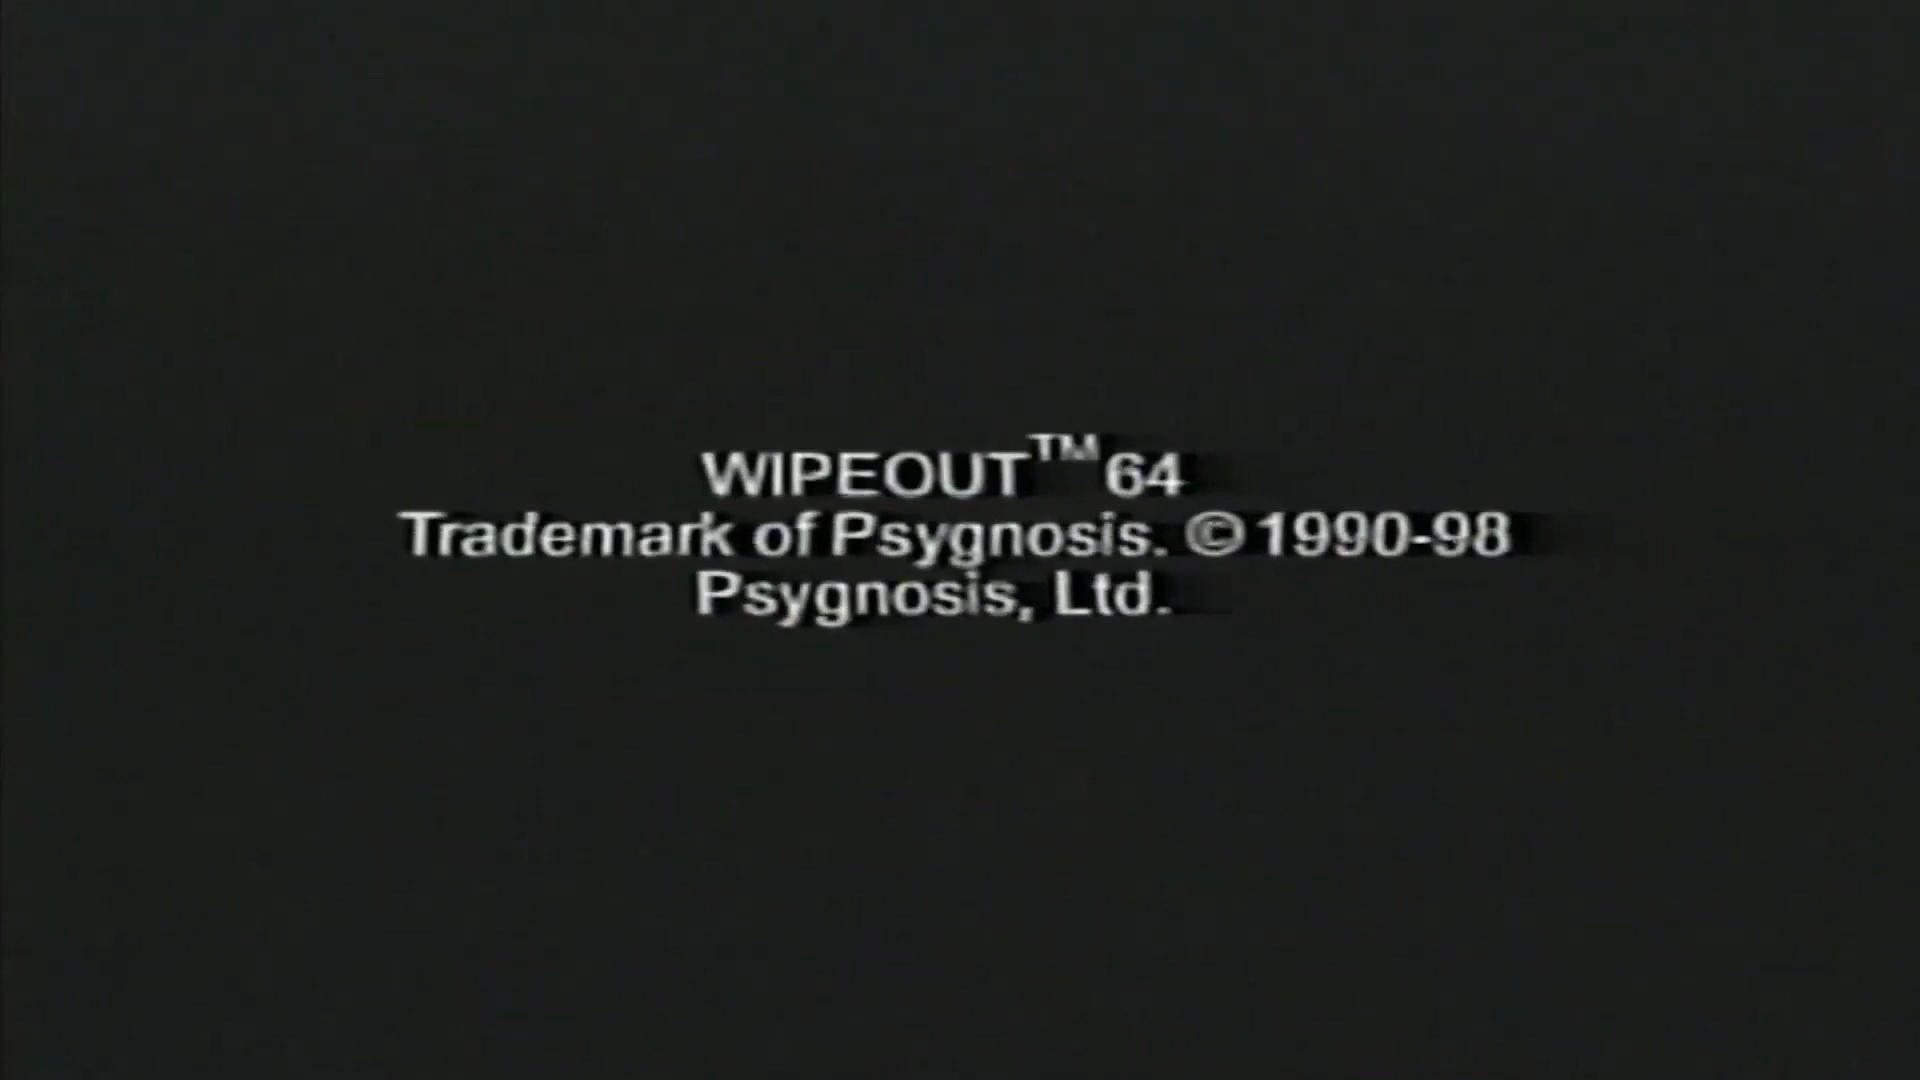 WIPEOUT™ 64
Trademark of Psygnosis. © 1990-98
Psygnosis, Ltd.